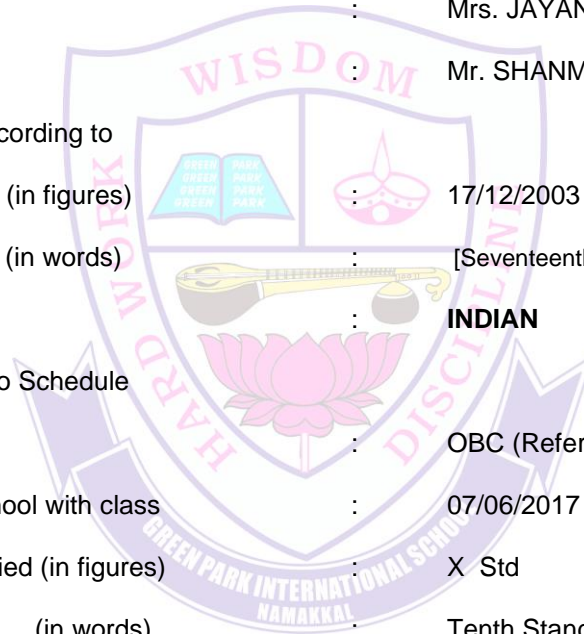 : Mrs. JAYAN
: Mr. SHANM
cording to
(in figures) : 17/12/2003
(in words) : [Seventeenth
: INDIAN
o Schedule
: OBC (Refer
hool with class : 07/06/2017
ied (in figures) : X Std
(in words) : Tenth Stand
WISDOM
HARD WORK
DISCIPLINE
GREEN PARK
GREEN PARK
GREEN PARK
GREEN PARK
GREEN PARK INTERNATIONAL SCHOOL
NAMAKKAL